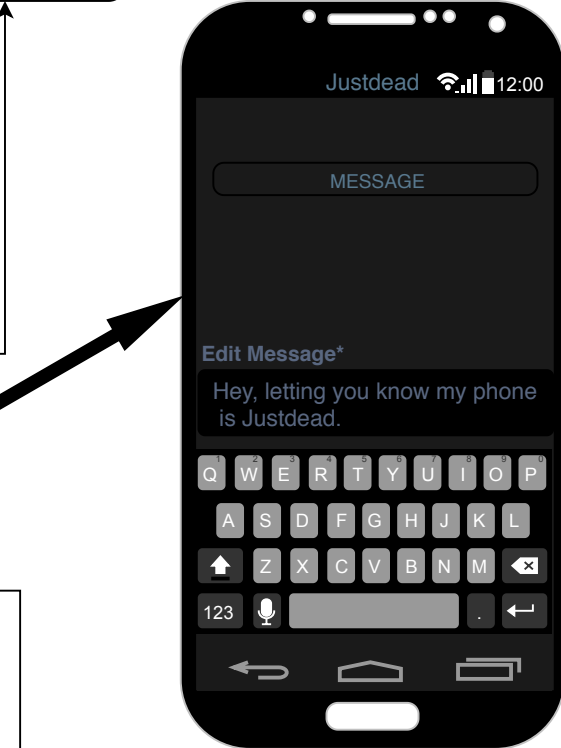 Justdead 12:00
MESSAGE
Edit Message*
Hey, letting you know my phone
is Justdead.
1 2 3 4 5 6 7 8 9 0
Q W E R T Y U I O P
A S D F G H J K L
Z X C V B N M
123 .